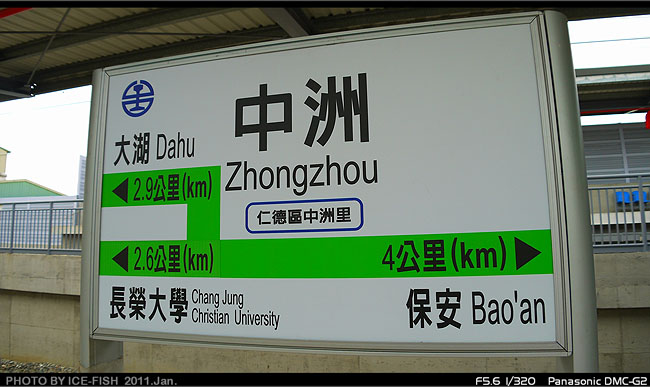 中洲
Zhongzhou
仁德區中洲里
大湖 Dahu
◀ 2.9公里(km)
◀ 2.6公里(km)
4公里(km) ▶
長榮大學 Chang Jung
Christian University
保安 Bao'an
PHOTO BY ICE-FISH 2011.Jan.
F5.6 1/320 Panasonic DMC-G2